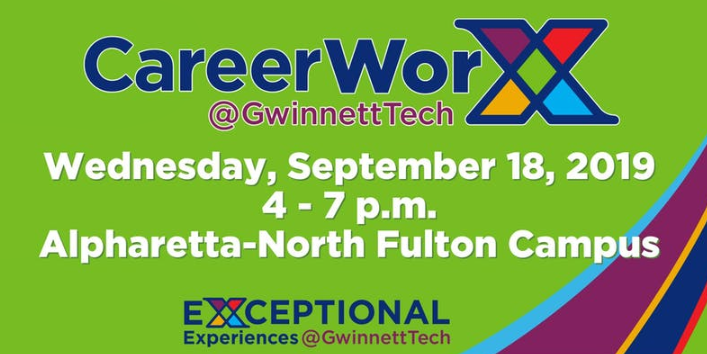 CareerWorX
@GwinnettTech
Wednesday, September 18, 2019
4 - 7 p.m.
Alpharetta-North Fulton Campus
EXCEPTIONAL
Experiences @GwinnettTech